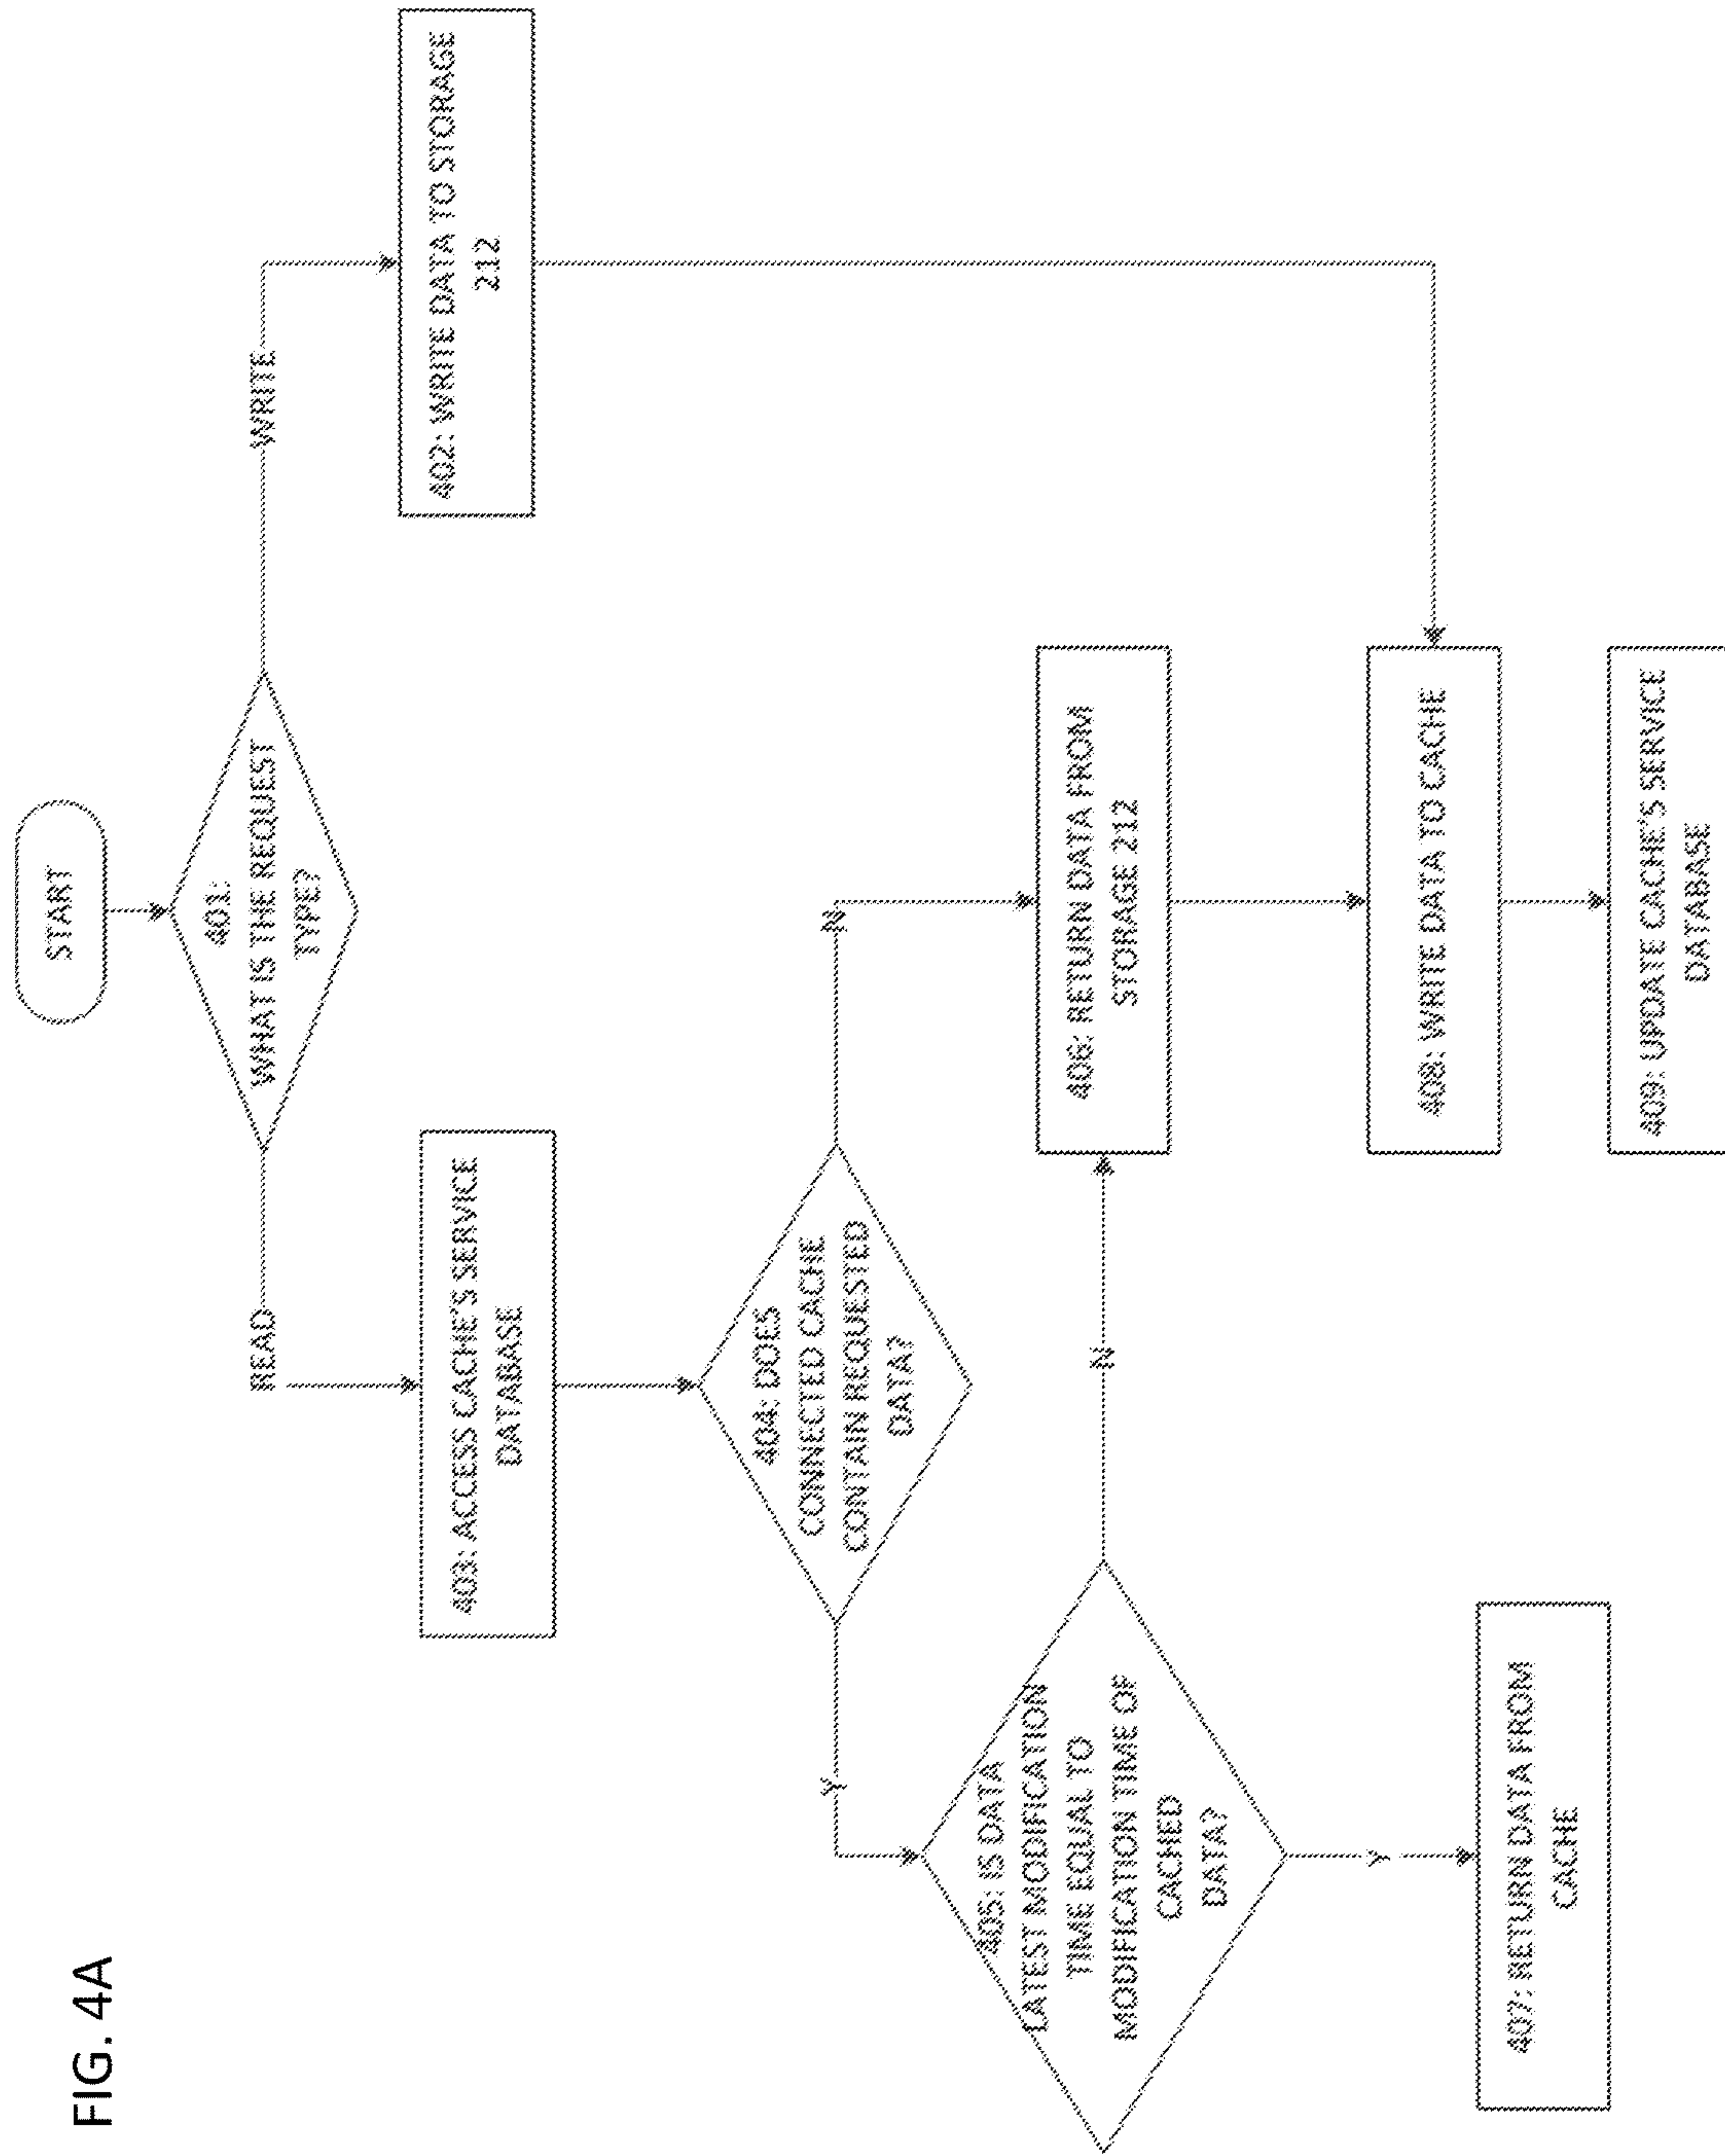 FIG. 4A
START
401:
WHAT IS THE REQUEST
TYPE?
READ
WRITE
403: ACCESS CACHE'S SERVICE
DATABASE
402: WRITE DATA TO STORAGE
212
404: DOES
CONNECTED CACHE
CONTAIN REQUESTED
DATA?
Y
N
405: IS DATA
LATEST MODIFICATION
TIME EQUAL TO
MODIFICATION TIME OF
CACHED
DATA?
N
406: RETURN DATA FROM
STORAGE 212
Y
408: WRITE DATA TO CACHE
407: RETURN DATA FROM
CACHE
409: UPDATE CACHE'S SERVICE
DATABASE